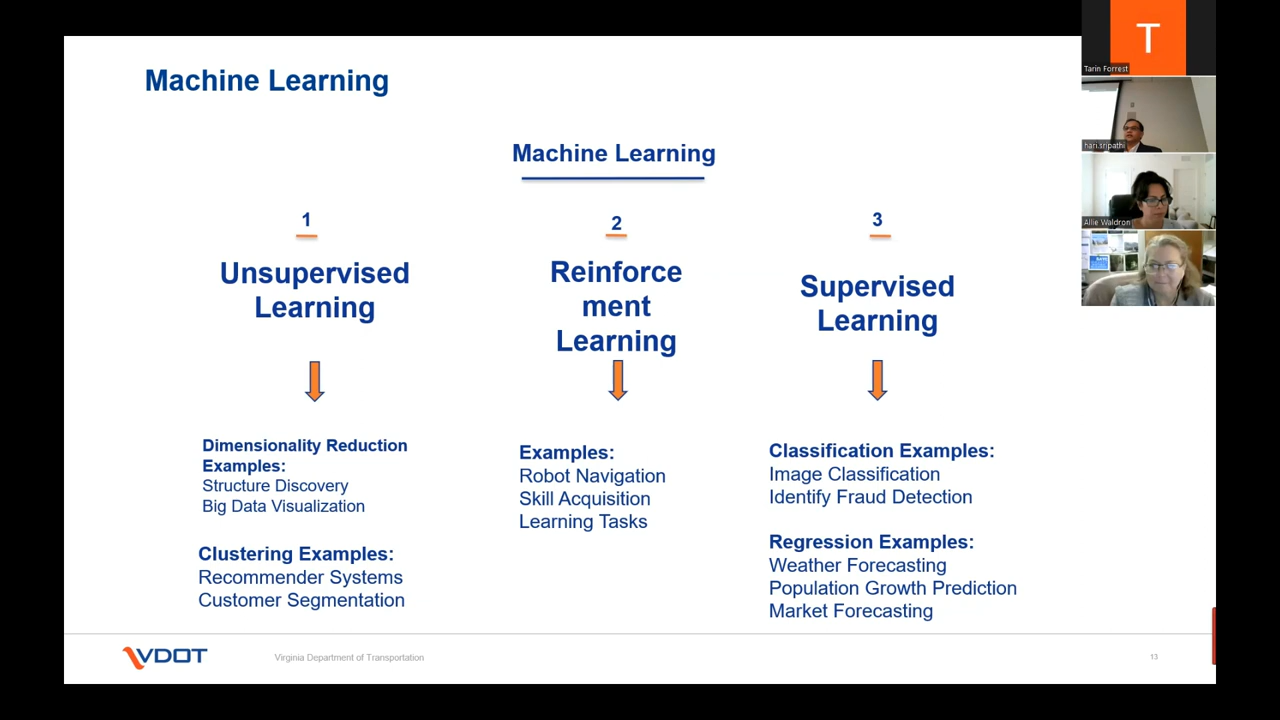 Machine Learning
Machine Learning
1
Unsupervised
Learning
Dimensionality Reduction
Examples:
Structure Discovery
Big Data Visualization
Clustering Examples:
Recommender Systems
Customer Segmentation
2
Reinforce
ment
Learning
Examples:
Robot Navigation
Skill Acquisition
Learning Tasks
3
Supervised
Learning
Classification Examples:
Image Classification
Identify Fraud Detection
Regression Examples:
Weather Forecasting
Population Growth Prediction
Market Forecasting
VDOT
Virginia Department of Transportation
13
T
Tarin Forrest
hari.sripathi
Allie Waldron